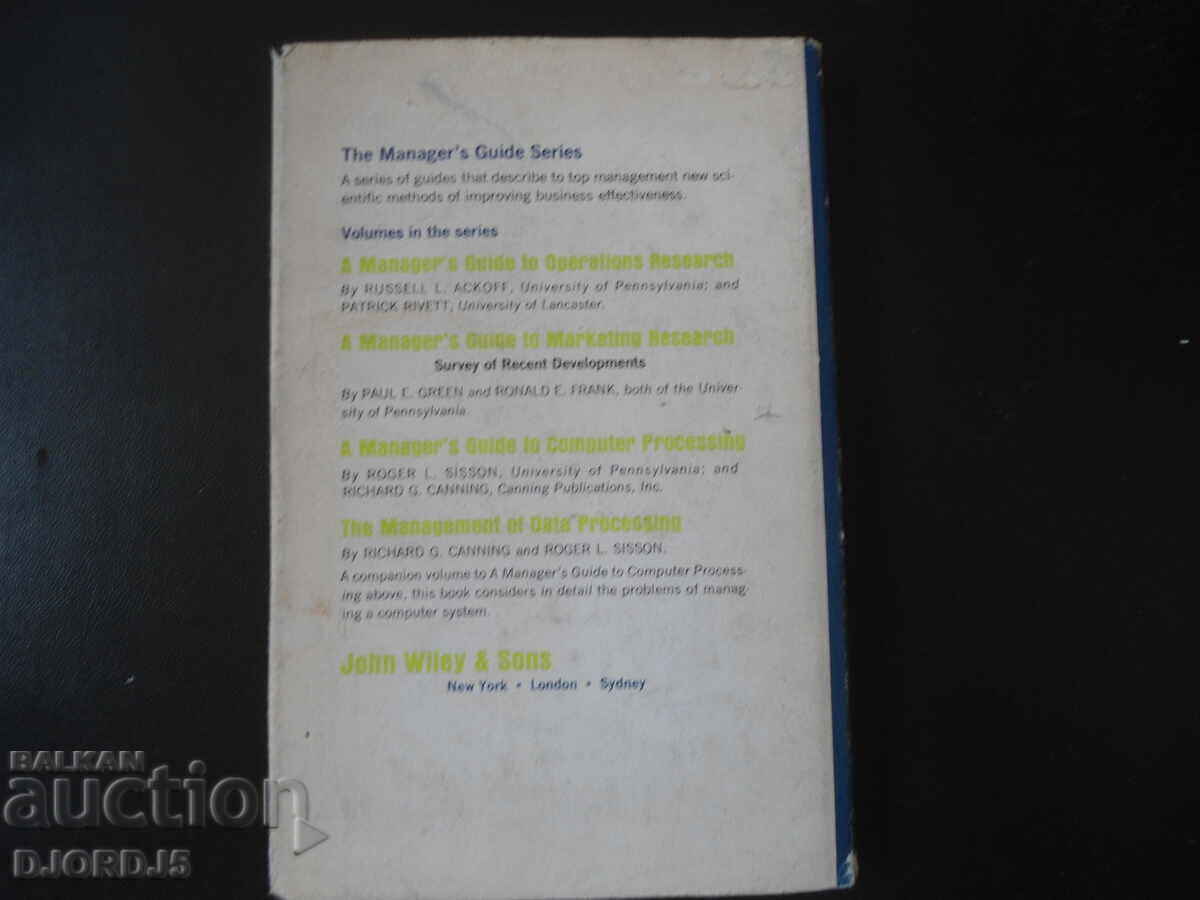 The Manager's Guide Series
A series of guides that describe to top management new sci-
entific methods of improving business effectiveness.
Volumes in the series
A Manager's Guide to Operations Research
By RUSSELL L. ACKOFF, University of Pennsylvania; and
PATRICK RIVETT, University of Lancaster.
A Manager's Guide to Marketing Research
Survey of Recent Developments
By PAUL E. GREEN and RONALD E. FRANK, both of the Univer-
sity of Pennsylvania.
A Manager's Guide to Computer Processing
By ROGER L. SISSON, University of Pennsylvania; and
RICHARD G. CANNING, Canning Publications, Inc.
The Management of Data Processing
By RICHARD G. CANNING and ROGER L. SISSON.
A companion volume to A Manager's Guide to Computer Process-
ing above, this book considers in detail the problems of manag-
ing a computer system.
John Wiley & Sons
New York • London • Sydney
BALKAN
auction
DJORDJ5